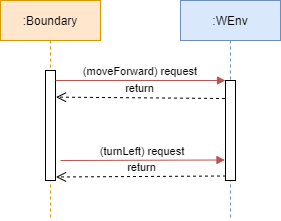 :Boundary
:WEnv
(moveForward) request
return
(turnLeft) request
return